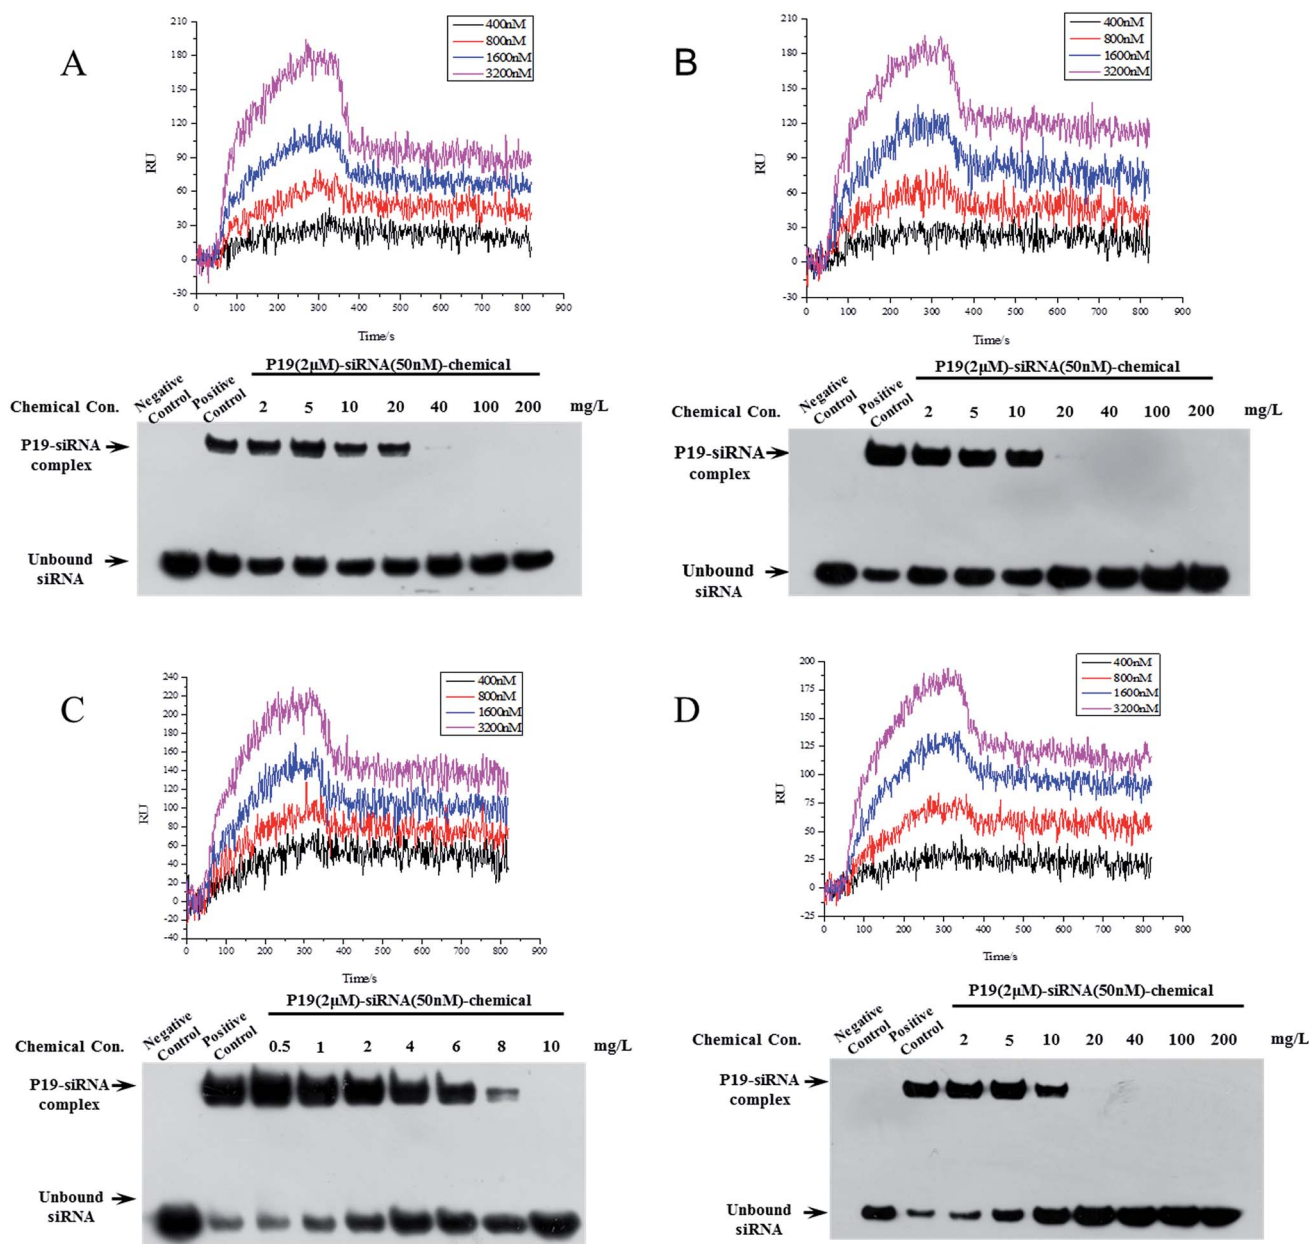 A
210
180
150
120
90
60
30
0
-30
RU
0 100 200 300 400 500 600 700 800 900
Time/s
400nM
800nM
1600nM
3200nM
P19(2μM)-siRNA(50nM)-chemical
Negative
Control
Positive
Control
Chemical Con. 2 5 10 20 40 100 200 mg/L
P19-siRNA
complex
Unbound
siRNA
B
210
180
150
120
90
60
30
0
-30
RU
0 100 200 300 400 500 600 700 800 900
Time/s
400nM
800nM
1600nM
3200nM
P19(2μM)-siRNA(50nM)-chemical
Negative
Control
Positive
Control
Chemical Con. 2 5 10 20 40 100 200 mg/L
P19-siRNA
complex
Unbound
siRNA
C
240
220
200
180
160
140
120
100
80
60
40
20
0
-20
-40
RU
0 100 200 300 400 500 600 700 800 900
Time/s
400nM
800nM
1600nM
3200nM
P19(2μM)-siRNA(50nM)-chemical
Negative
Control
Positive
Control
Chemical Con. 0.5 1 2 4 6 8 10 mg/L
P19-siRNA
complex
Unbound
siRNA
D
200
175
150
125
100
75
50
25
0
-25
RU
0 100 200 300 400 500 600 700 800 900
Time/s
400nM
800nM
1600nM
3200nM
P19(2μM)-siRNA(50nM)-chemical
Negative
Control
Positive
Control
Chemical Con. 2 5 10 20 40 100 200 mg/L
P19-siRNA
complex
Unbound
siRNA